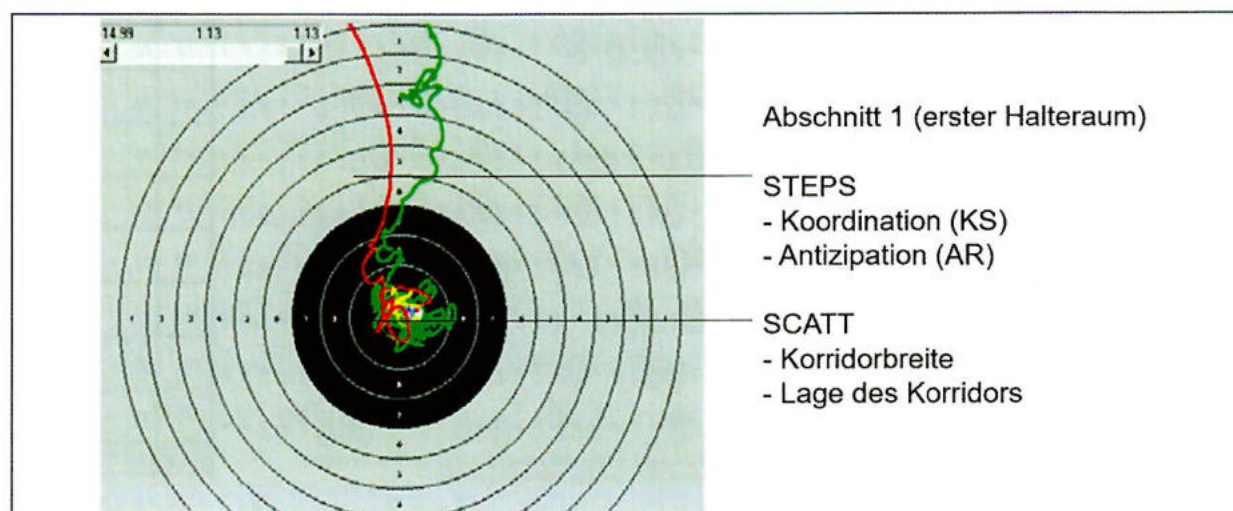 14.99 1.13 1.13
Abschnitt 1 (erster Halteraum)
STEPS
- Koordination (KS)
- Antizipation (AR)
SCATT
- Korridorbreite
- Lage des Korridors